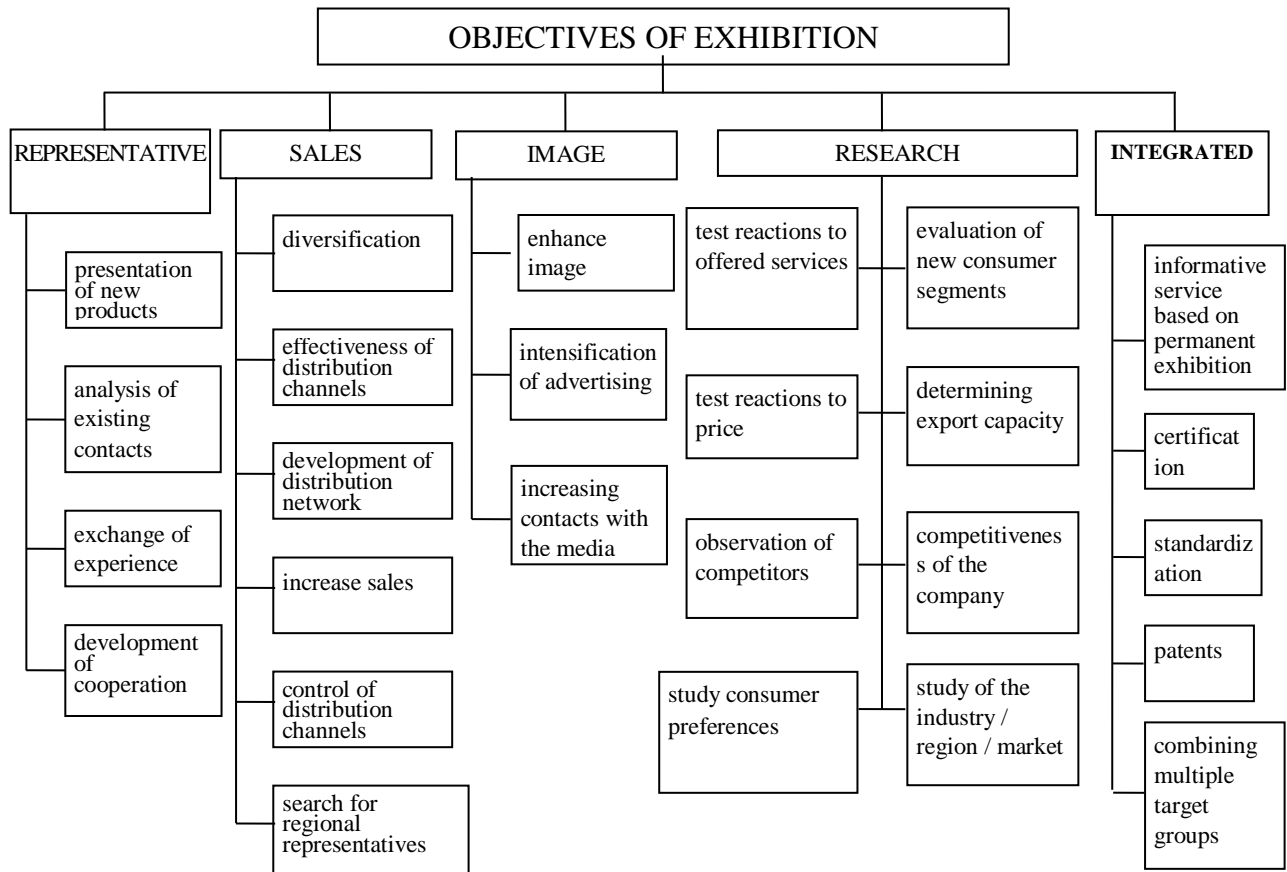 OBJECTIVES OF EXHIBITION
REPRESENTATIVE
presentation
of new
products
analysis of
existing
contacts
exchange of
experience
development
of
cooperation
SALES
diversification
effectiveness of
distribution
channels
development of
distribution
network
increase sales
control of
distribution
channels
search for
regional
representatives
IMAGE
enhance
image
intensification
of advertising
increasing
contacts with
the media
RESEARCH
test reactions to
offered services
evaluation of
new consumer
segments
test reactions to
price
determining
export capacity
observation of
competitors
competitivenes
s of the
company
study consumer
preferences
study of the
industry /
region / market
INTEGRATED
informative
service
based on
permanent
exhibition
certificat
ion
standardiz
ation
patents
combining
multiple
target
groups